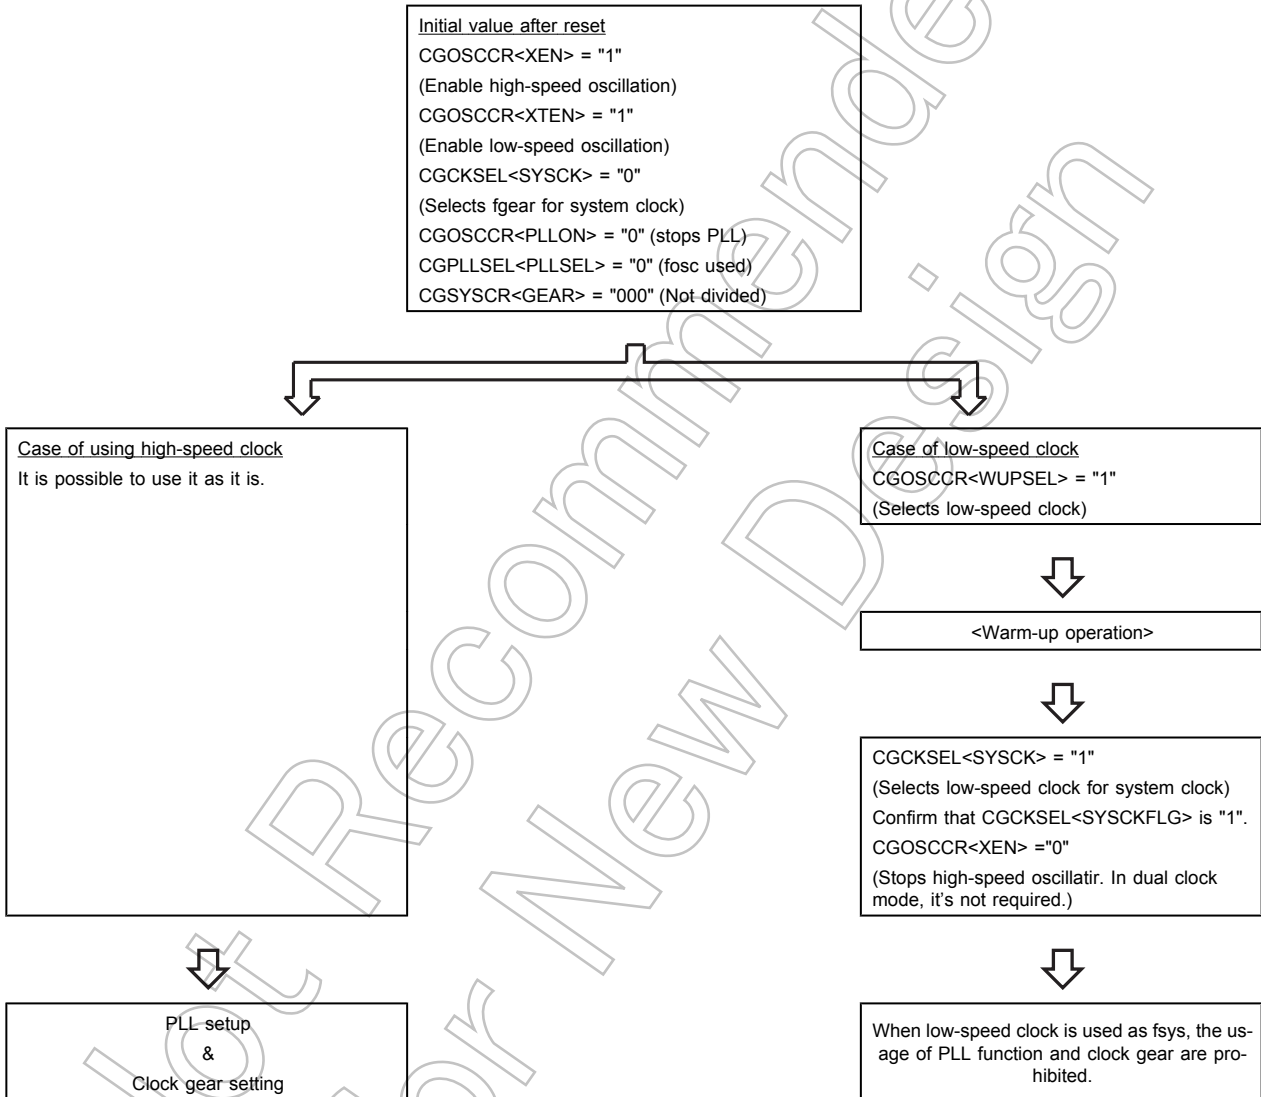 Initial value after reset
CGOSCCR<XEN> = "1"
(Enable high-speed oscillation)
CGOSCCR<XTEN> = "1"
(Enable low-speed oscillation)
CGCKSEL<SYSCK> = "0"
(Selects fgear for system clock)
CGOSCCR<PLLON> = "0" (stops PLL)
CGPLLSEL<PLLSEL> = "0" (fosc used)
CGSYSCR<GEAR> = "000" (Not divided)
Case of using high-speed clock
It is possible to use it as it is.
PLL setup
&
Clock gear setting
Case of low-speed clock
CGOSCCR<WUPSEL> = "1"
(Selects low-speed clock)
<Warm-up operation>
CGCKSEL<SYSCK> = "1"
(Selects low-speed clock for system clock)
Confirm that CGCKSEL<SYSCKFLG> is "1".
CGOSCCR<XEN> ="0"
(Stops high-speed oscillatir. In dual clock
mode, it's not required.)
When low-speed clock is used as fsys, the us-
age of PLL function and clock gear are pro-
hibited.
Not Recommende
for New Design